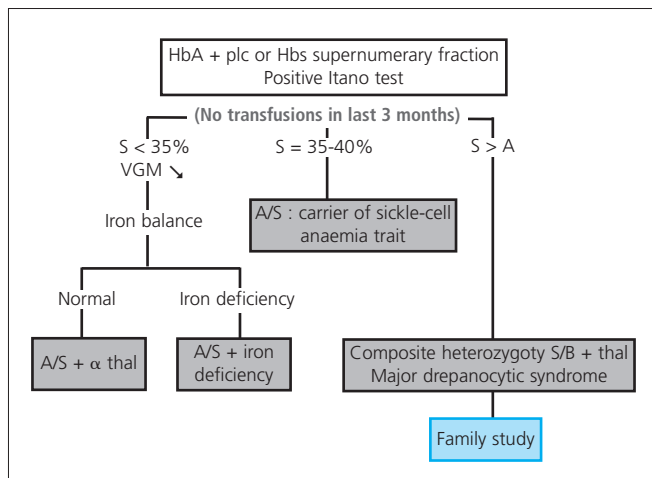 HbA + plc or Hbs supernumerary fraction
Positive Itano test
(No transfusions in last 3 months)
S < 35%
VGM ↘
S = 35-40%
S > A
Iron balance
A/S : carrier of sickle-cell
anaemia trait
Normal
Iron deficiency
A/S + α thal
A/S + iron
deficiency
Composite heterozygoty S/B + thal
Major drepanocytic syndrome
Family study